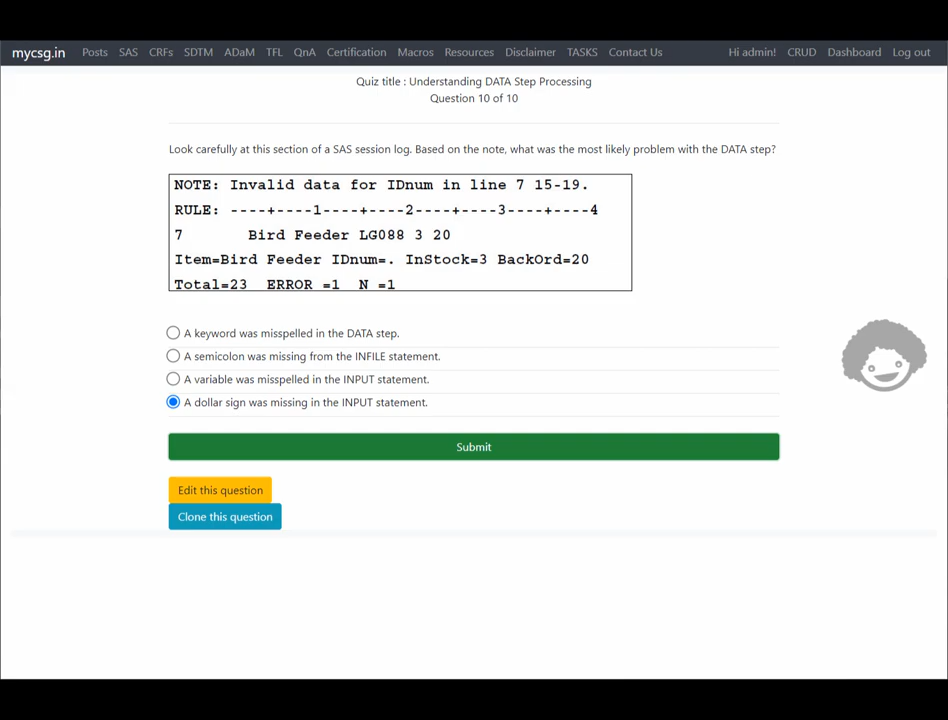 mycsg.in Posts SAS CRFs SDTM ADaM TFL QnA Certification Macros Resources Disclaimer TASKS Contact Us Hi admin! CRUD Dashboard Log out
Quiz title : Understanding DATA Step Processing
Question 10 of 10
Look carefully at this section of a SAS session log. Based on the note, what was the most likely problem with the DATA step?
NOTE: Invalid data for IDnum in line 7 15-19.
RULE: ----+----1----+----2----+----3----+----4
7 Bird Feeder LG088 3 20
Item=Bird Feeder IDnum=. InStock=3 BackOrd=20
Total=23 ERROR =1 N =1
A keyword was misspelled in the DATA step.
A semicolon was missing from the INFILE statement.
A variable was misspelled in the INPUT statement.
A dollar sign was missing in the INPUT statement.
Submit
Edit this question
Clone this question